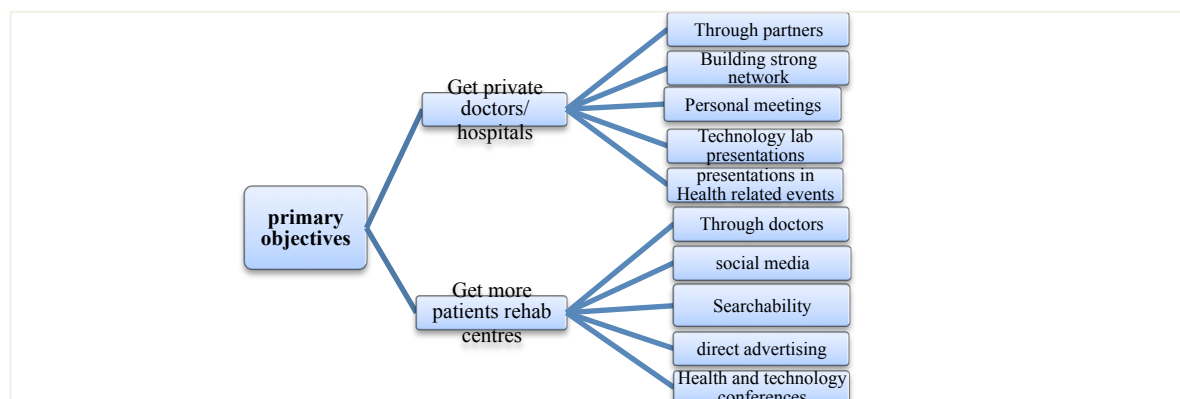 primary
objectives
Get private
doctors/
hospitals
Through partners
Building strong
network
Personal meetings
Technology lab
presentations
presentations in
Health related events
Get more
patients rehab
centres
Through doctors
social media
Searchability
direct advertising
Health and technology
conferences